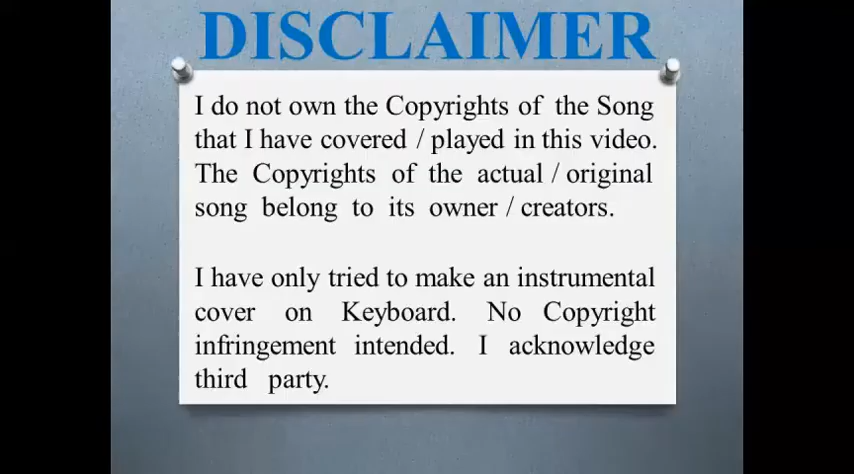 DISCLAIMER
I do not own the Copyrights of the Song
that I have covered / played in this video.
The Copyrights of the actual / original
song belong to its owner / creators.
I have only tried to make an instrumental
cover on Keyboard. No Copyright
infringement intended. I acknowledge
third party.